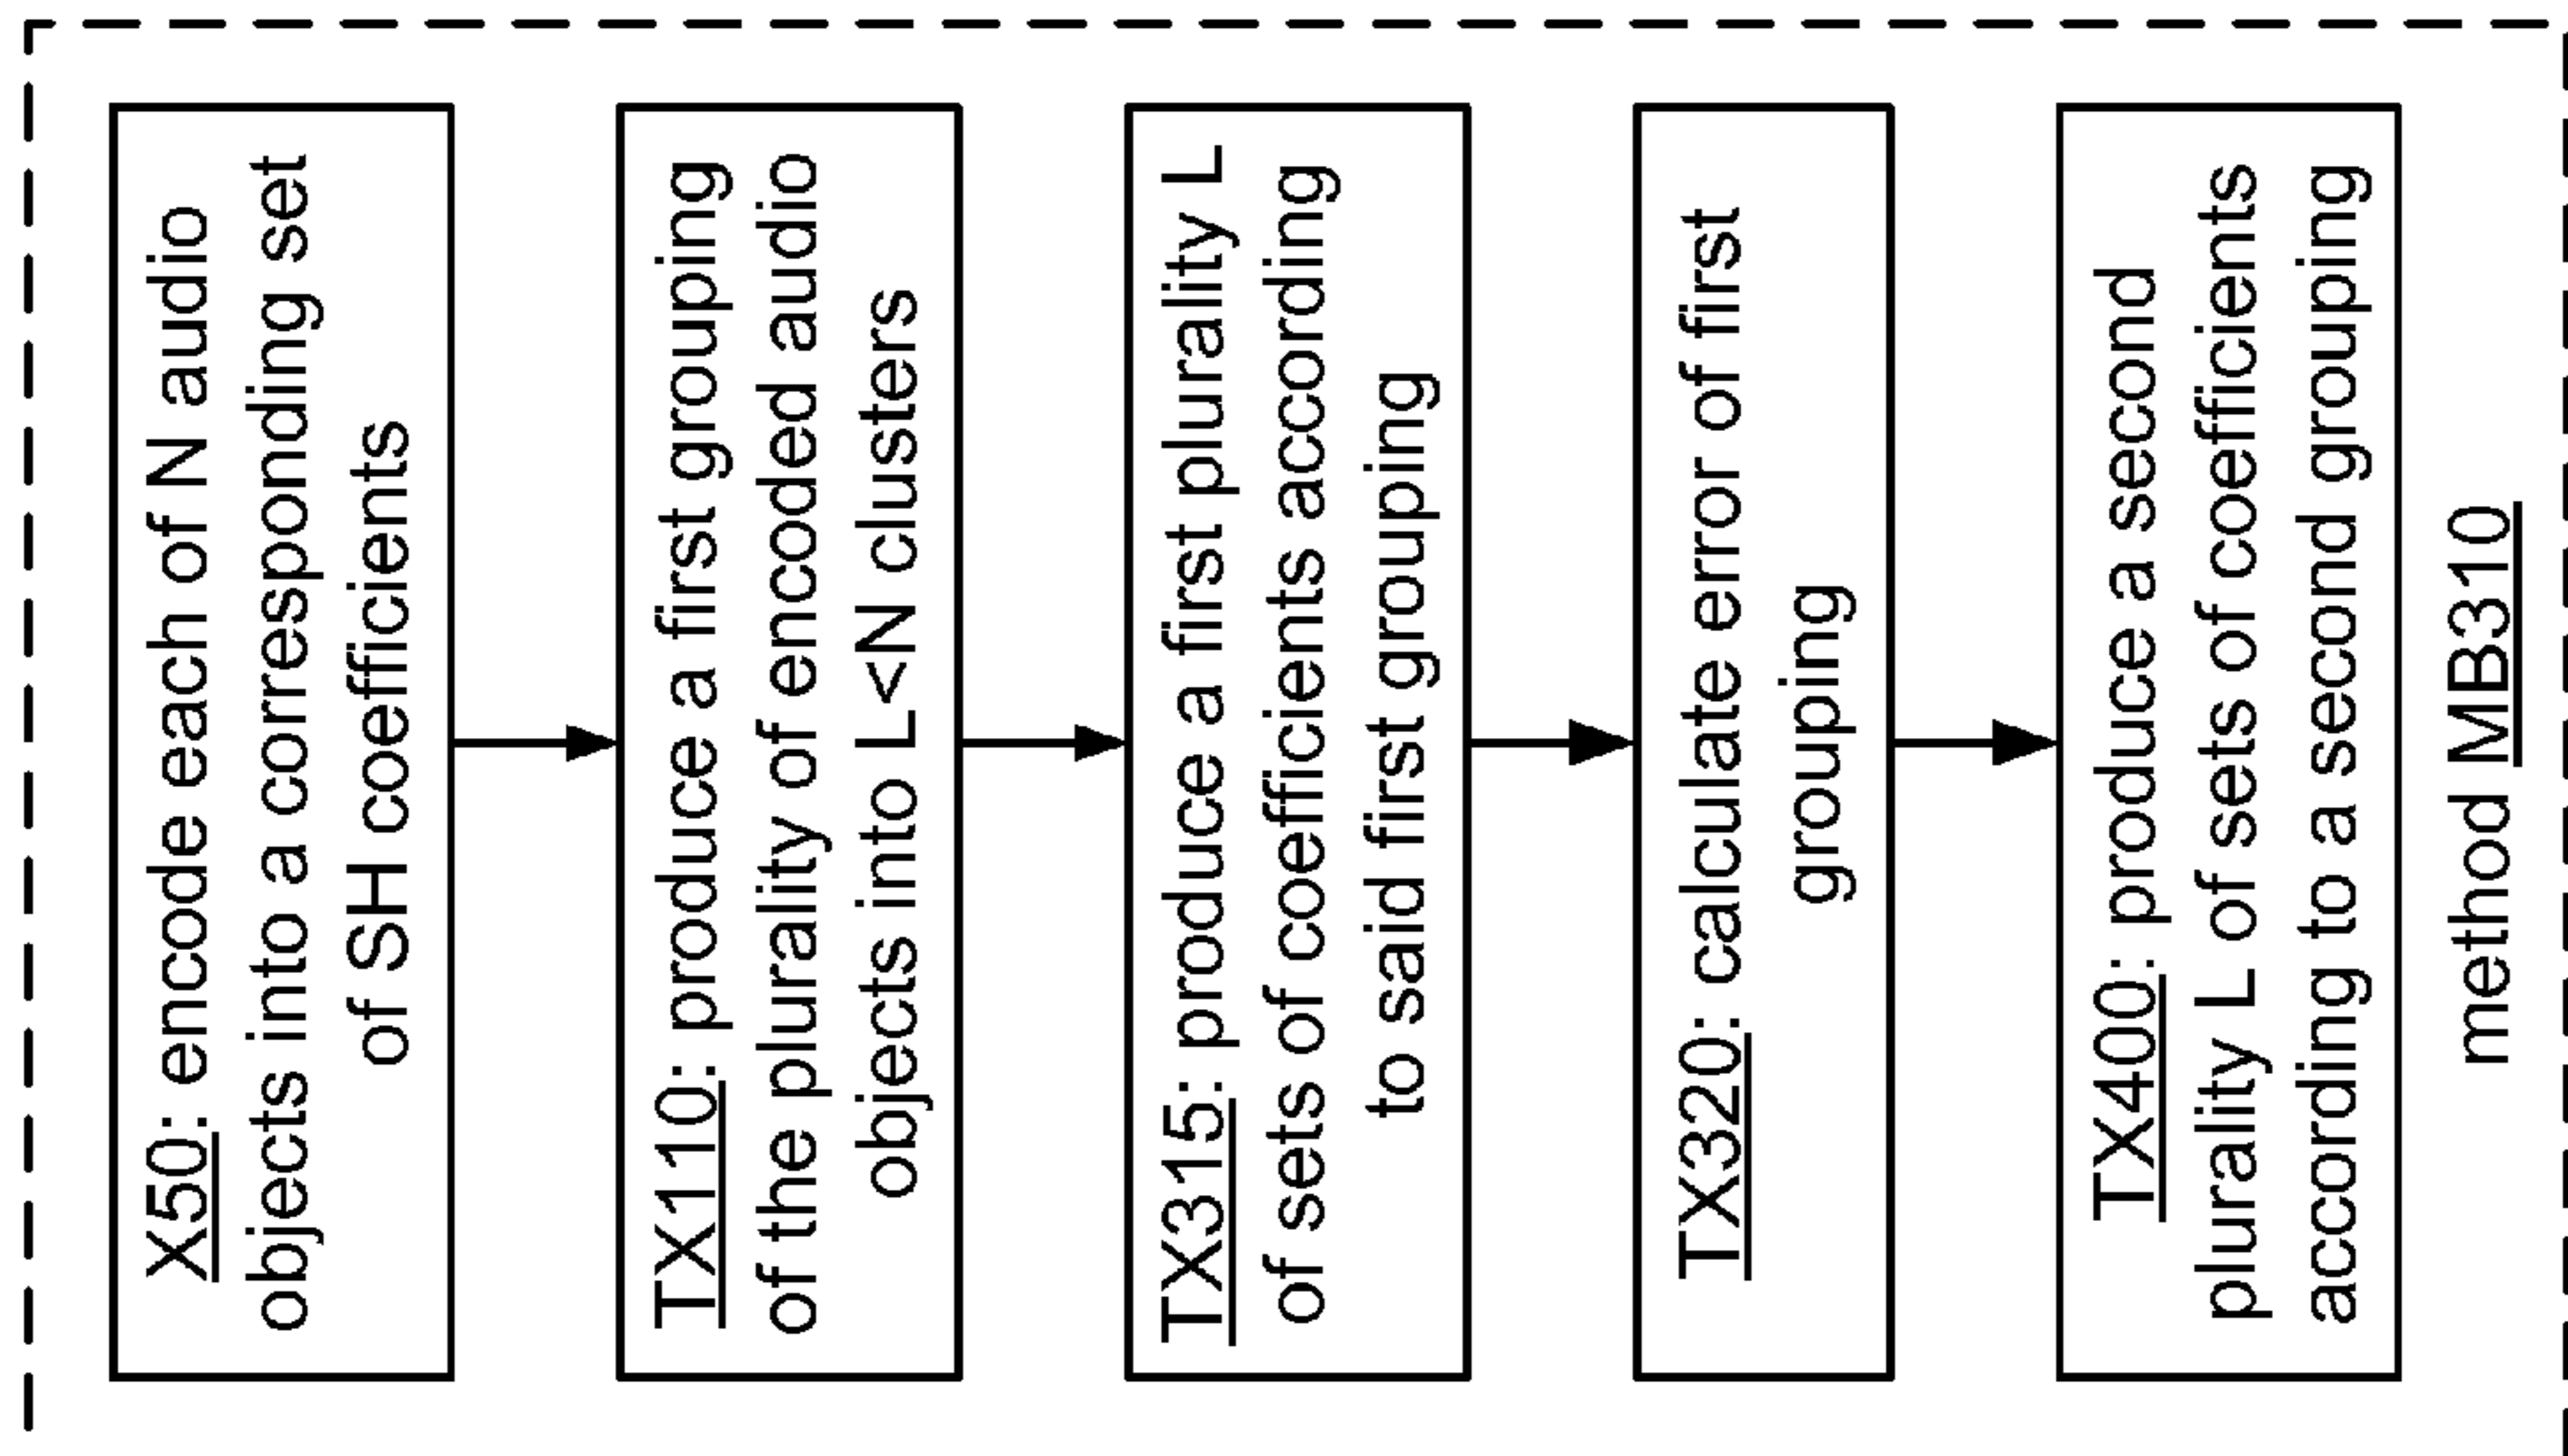 X50: encode each of N audio
objects into a corresponding set
of SH coefficients
TX110: produce a first grouping
of the plurality of encoded audio
objects into L<N clusters
TX315: produce a first plurality L
of sets of coefficients according
to said first grouping
TX320: calculate error of first
grouping
TX400: produce a second
plurality L of sets of coefficients
according to a second grouping
method MB310